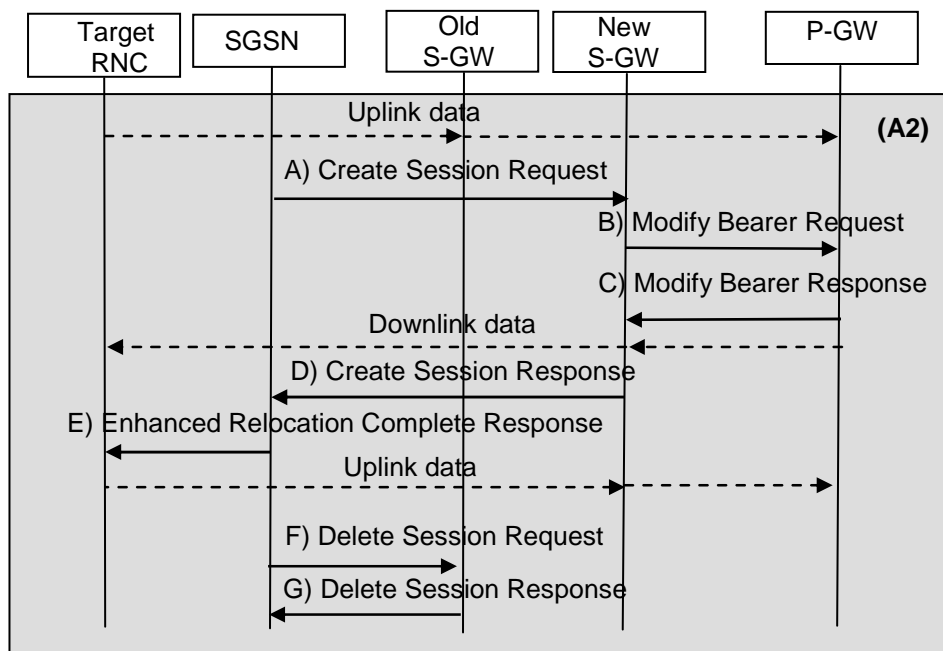 Target
RNC
SGSN
Old
S-GW
New
S-GW
P-GW
Uplink data
(A2)
A) Create Session Request
B) Modify Bearer Request
C) Modify Bearer Response
Downlink data
D) Create Session Response
E) Enhanced Relocation Complete Response
Uplink data
F) Delete Session Request
G) Delete Session Response